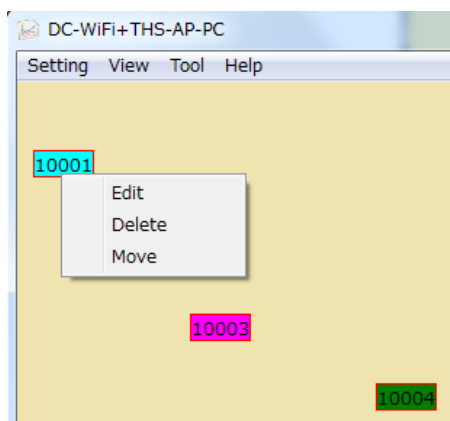 DC-WiFi+THS-AP-PC
Setting View Tool Help
10001
Edit
Delete
Move
10003
10004